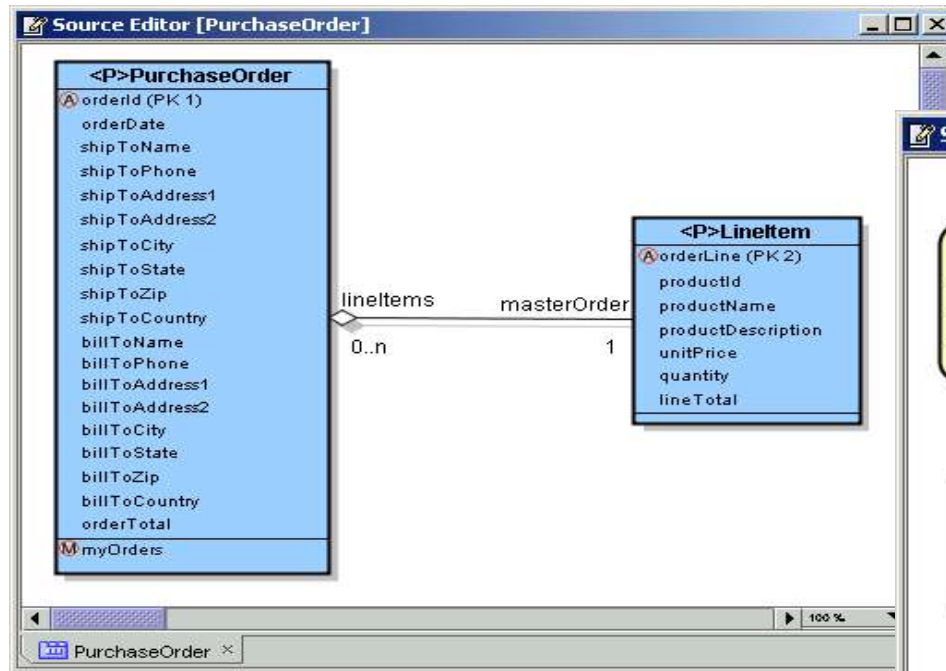 Source Editor [PurchaseOrder]
<P>PurchaseOrder
A orderId (PK 1)
orderDate
shipToName
shipToPhone
shipToAddress1
shipToAddress2
shipToCity
shipToState
shipToZip
shipToCountry
billToName
billToPhone
billToAddress1
billToAddress2
billToCity
billToState
billToZip
billToCountry
orderTotal
M myOrders
lineItems
0..n
masterOrder
1
<P>LineItem
A orderLine (PK 2)
productId
productName
productDescription
unitPrice
quantity
lineTotal
S
100 %
PurchaseOrder